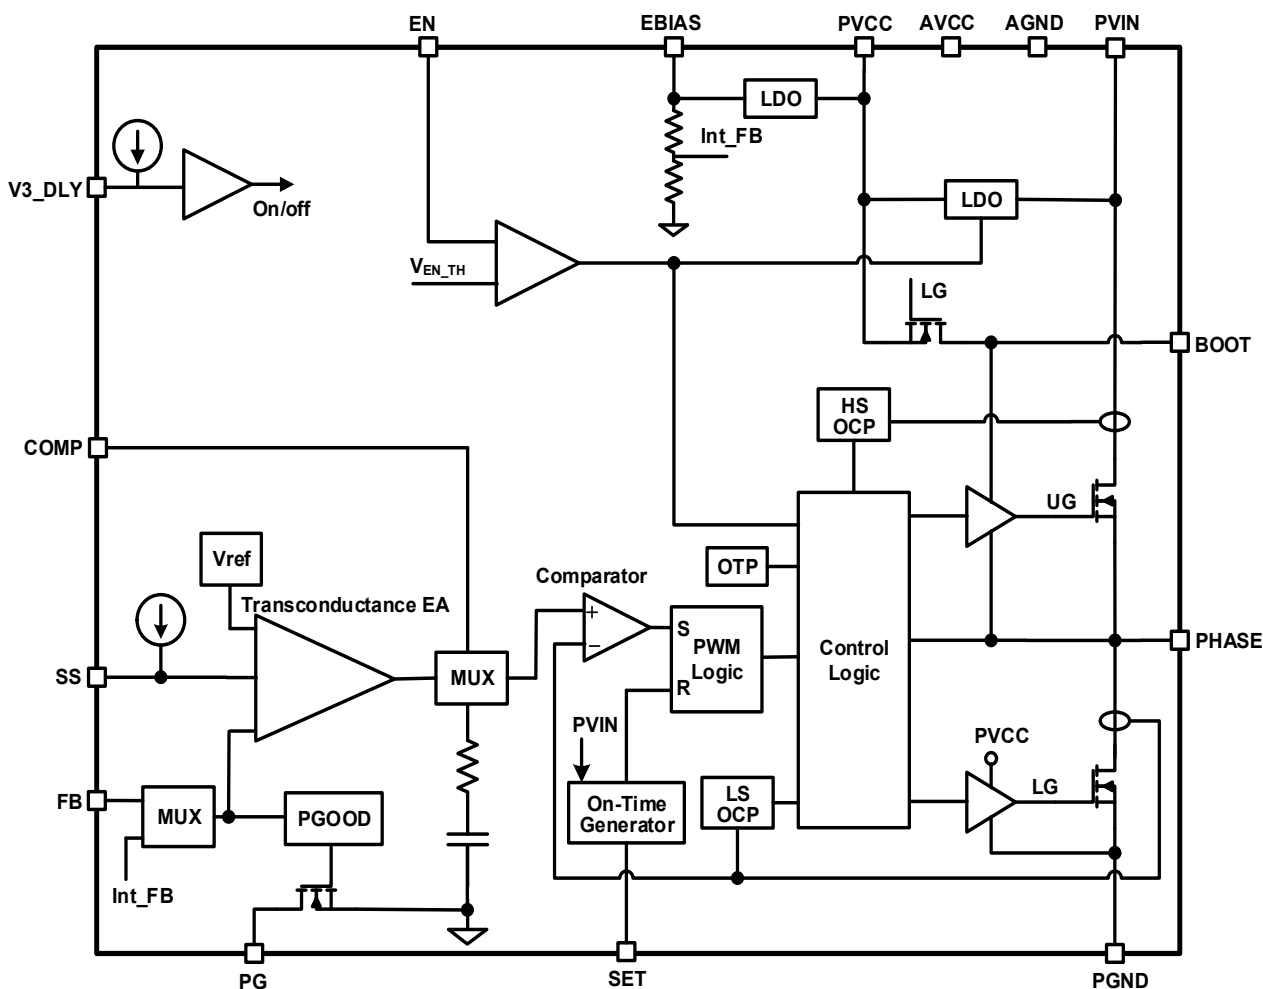 EN
EBIAS
PVCC
AVCC
AGND
PVIN
LDO
Int_FB
V3_DLY
On/off
LDO
VEN_TH
LG
BOOT
HS
OCP
COMP
UG
Vref
OTP
Comparator
Transconductance EA
+
−
S
PWM
Logic
R
Control
Logic
PHASE
SS
MUX
PVIN
PVCC
FB
MUX
PGOOD
On-Time
Generator
LS
OCP
LG
Int_FB
PG
SET
PGND